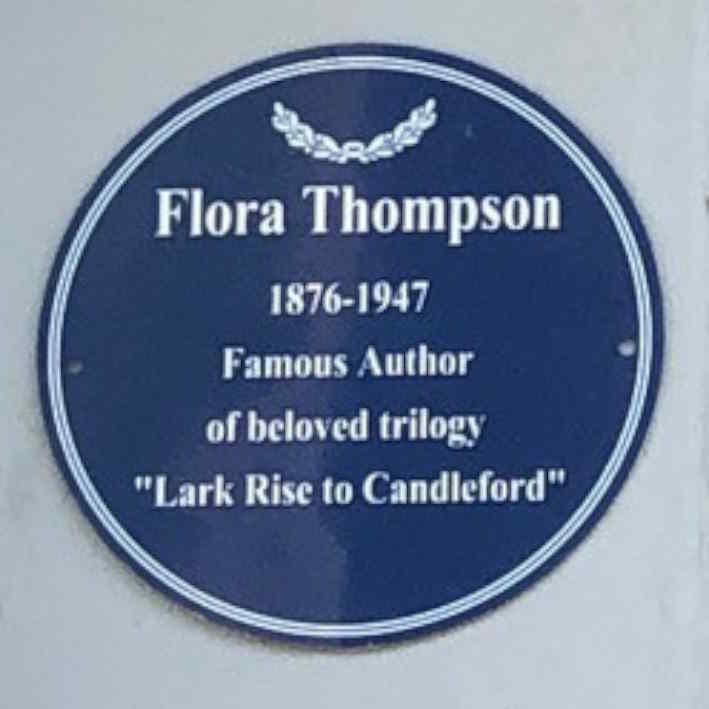 Flora Thompson
1876-1947
Famous Author
of beloved trilogy
"Lark Rise to Candleford"